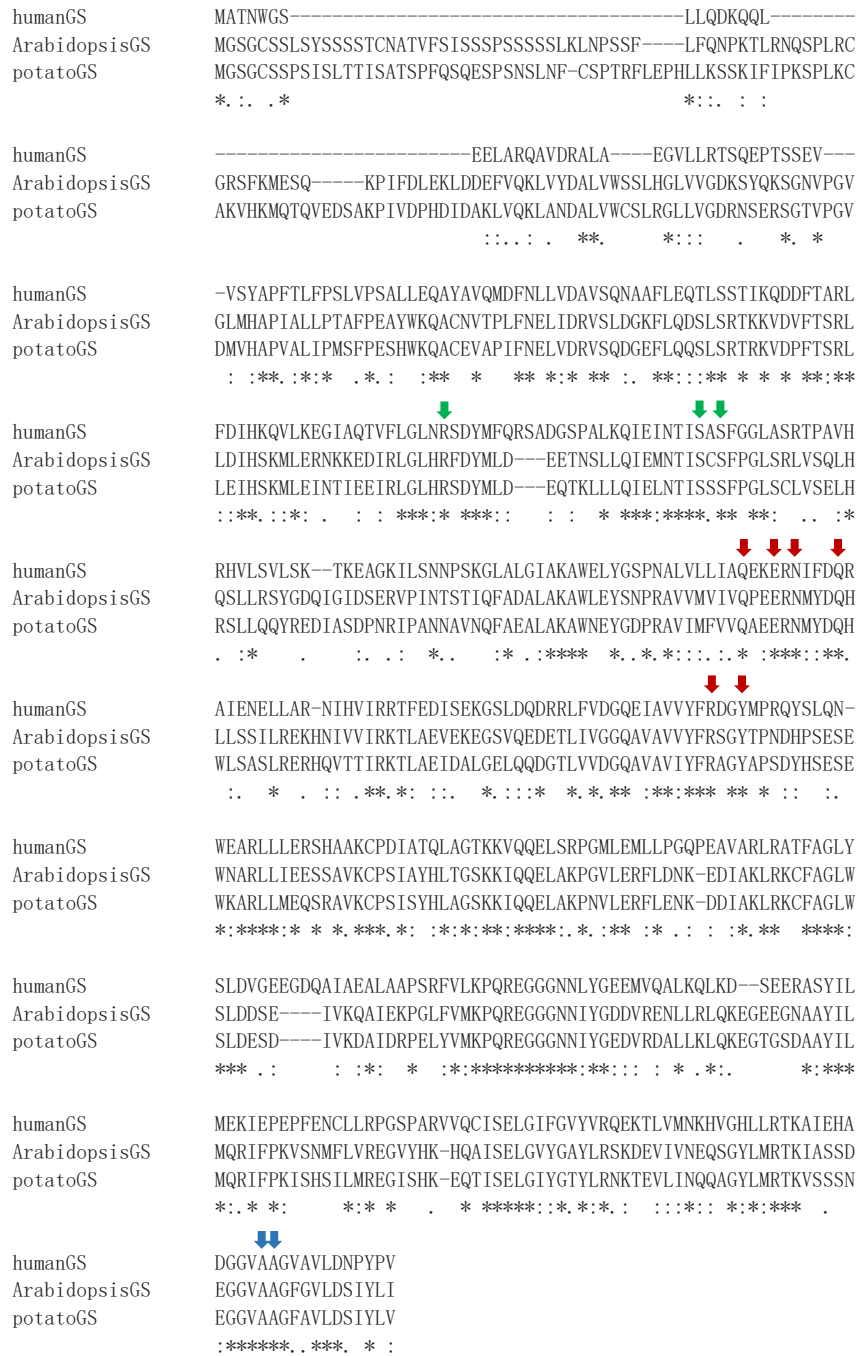 humanGS MATNWGS-------------------------------------LLQDKQQL--------
ArabidopsisGS MGSGCSSLSYSSSSTCNATVFSISSSPSSSSSLKLNPSSF----LFQNPKTLRNQSPLRC
potatoGS MGSGCSSPSISLTTISATSPFQSQESPSNSLNF-CSPTRFLEPHLLKSSKIFIPKSPLKC
*.:. .* *::. : :
humanGS ------------------------EELARQAVDRALA----EGVLLRTSQEPTSSEV---
ArabidopsisGS GRSFKMESQ-----KPIFDLEKLDDEFVQKLVYDALVWSSLHGLVVGDKSYQKSGNVPGV
potatoGS AKVHKMQTQVEDSAKPIVDPHDIDAKLVQKLANDALVWCSLRGLLVGDRNSERSGTVPGV
::..: . **. *::: . *. *
humanGS -VSYAPFTLFPSLVPSALLEQAYAVQMDFNLLVDAVSQNAAFLEQTLSSTIKQDDFTARL
ArabidopsisGS GLMHAPIALLPTAFPEAYWKQACNVTPLFNELIDRVSLDGKFLQDSLSRTKKVDVFTSRL
potatoGS DMVHAPVALIPMSFPESHWKQACEVAPIFNELVDRVSQDGEFLQQSLSRTRKVDPFTSRL
: :**.:*:* .*.: :** * ** *:* ** :. **:::** * * * **:**
humanGS FDIHKQVLKEGIAQTVFLGLNRSDYMFQRSADGSPALKQIEINTISASFGGLASRTPAVH
ArabidopsisGS LDIHSKMLERNKKEDIRLGLHRFDYMLD---EETNSLLQIEMNTISCSFPGLSRLVSQLH
potatoGS LEIHSKMLEINTIEEIRLGLHRSDYMLD---EQTKLLLQIELNTISSSFPGLSCLVSELH
::**.::*: . : : ***:* ***:: : : * ***:****.** **: .. :*
humanGS RHVLSVLSK--TKEAGKILSNNPSKGLALGIAKAWELYGSPNALVLLIAQEKERNIFDQR
ArabidopsisGS QSLLRSYGDQIGIDSERVPINTSTIQFADALAKAWLEYSNPRAVVMVIVQPEERNMYDQH
potatoGS RSLLQQYREDIASDPNRIPANNAVNQFAEALAKAWNEYGDPRAVIMFVVQAEERNMYDQH
. :* . :. .: *.. :* .:**** *..*.*:::.:.* :***::**.
humanGS AIENELLAR-NIHVIRRTFEDISEKGSLDQDRRLFVDGQEIAVVYFRDGYMPRQYSLQN-
ArabidopsisGS LLSSILREKHNIVVIRKTLAEVEKEGSVQEDETLIVGGQAVAVVYFRSGYTPNDHPSESE
potatoGS WLSASLRERHQVTTIRKTLAEIDALGELQQDGTLVVDGQAVAVIYFRAGYAPSDYHSESE
:. * . :: .**.*: ::. *.:::* *.*.** :**:*** ** * :: :.
humanGS WEARLLLERSHAAKCPDIATQLAGTKKVQQELSRPGMLEMLLPGQPEAVARLRATFAGLY
ArabidopsisGS WNARLLIEESSAVKCPSIAYHLTGSKKIQQELAKPGVLERFLDNK-EDIAKLRKCFAGLW
potatoGS WKARLLMEQSRAVKCPSISYHLAGSKKIQQELAKPNVLERFLENK-DDIAKLRKCFAGLW
*:****:* * *.***.*: :*:*:**:****:.*.:** :* .: : :*.** ****:
humanGS SLDVGEEGDQAIAEALAAPSRFVLKPQREGGGNNLYGEEMVQALKQLKD--SEERASYIL
ArabidopsisGS SLDDSE----IVKQAIEKPGLFVMKPQREGGGNNIYGDDVRENLLRLQKEGEEGNAAYIL
potatoGS SLDESD----IVKDAIDRPELYVMKPQREGGGNNIYGEDVRDALLKLQKEGTGSDAAYIL
*** .: : :*: * :*:**********:**::: : * .*:. *:***
humanGS MEKIEPEPFENCLLRPGSPARVVQCISELGIFGVYVRQEKTLVMNKHVGHLLRTKAIEHA
ArabidopsisGS MQRIFPKVSNMFLVREGVYHK-HQAISELGVYGAYLRSKDEVIVNEQSGYLMRTKIASSD
potatoGS MQRIFPKISHSILMREGISHK-EQTISELGIYGTYLRNKTEVLINQQAGYLMRTKVSSSN
*:.* *: *:* * . * *****::*.*:*.: :::*:: *:*:*** .
humanGS DGGVAAGVAVLDNPYPV
ArabidopsisGS EGGVAAGFGVLDSIYLI
potatoGS EGGVAAGFAVLDSIYLV
:******..***. * :